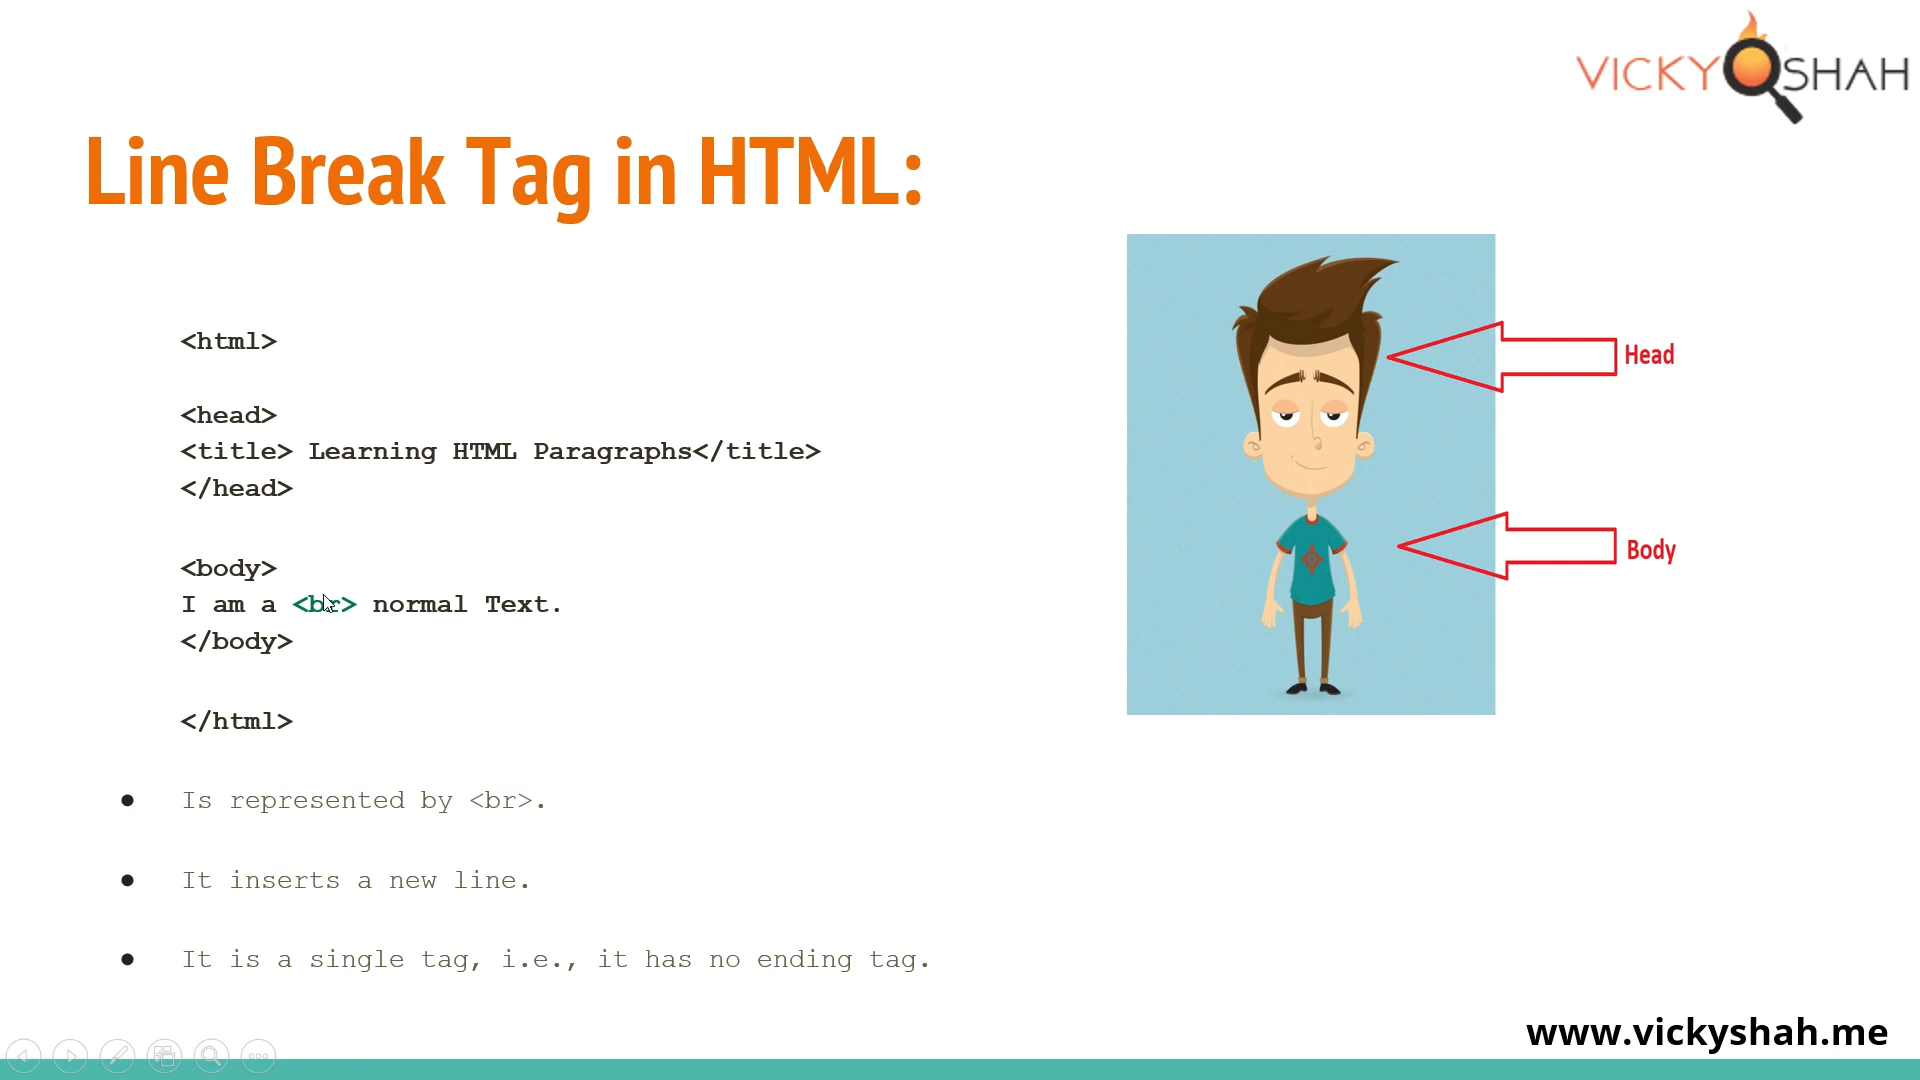 VICKY SHAH
Line Break Tag in HTML:
<html>
<head>
<title> Learning HTML Paragraphs</title>
</head>
<body>
I am a <br> normal Text.
</body>
</html>
● Is represented by <br>.
● It inserts a new line.
● It is a single tag, i.e., it has no ending tag.
Head
Body
www.vickyshah.me